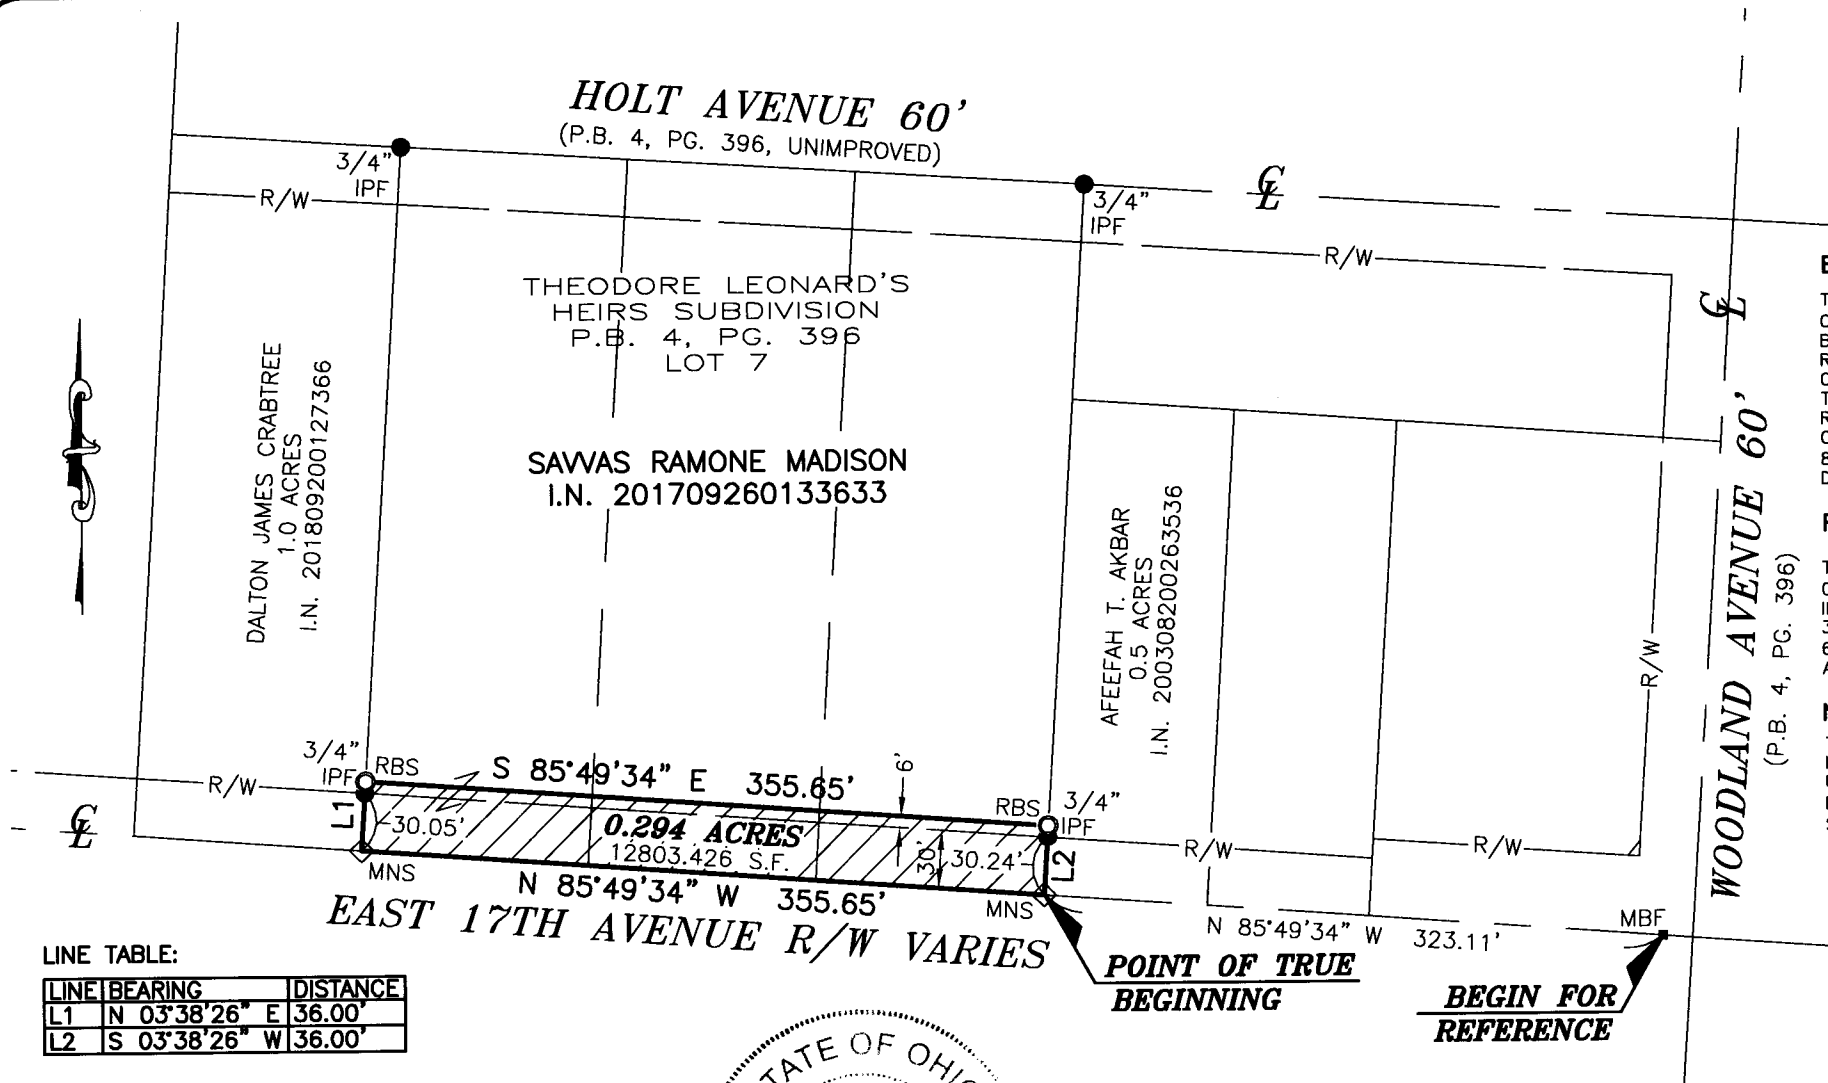 HOLT AVENUE 60'
(P.B. 4, PG. 396, UNIMPROVED)
3/4"
IPF
R/W
3/4"
IPF
R/W
THEODORE LEONARD'S
HEIRS SUBDIVISION
P.B. 4, PG. 396
LOT 7
SAVVAS RAMONE MADISON
I.N. 201709260133633
DALTON JAMES CRABTREE
1.0 ACRES
I.N. 201809200127366
AFEEFAH T. AKBAR
0.5 ACRES
I.N. 200308200263536
WOODLAND AVENUE 60'
(P.B. 4, PG. 396)
R/W
3/4"
IPF
RBS
R/W
S 85°49'34" E 355.65'
6'
RBS
3/4"
IPF
L1
30.05'
0.294 ACRES
12803.426 S.F.
30'
30.24'
L2
R/W
R/W
MNS
N 85°49'34" W 355.65'
MNS
EAST 17TH AVENUE R/W VARIES
N 85°49'34" W 323.11'
MBF
POINT OF TRUE
BEGINNING
BEGIN FOR
REFERENCE
LINE TABLE:
LINE BEARING DISTANCE
L1 N 03°38'26" E 36.00'
L2 S 03°38'26" W 36.00'
STATE OF OHIO